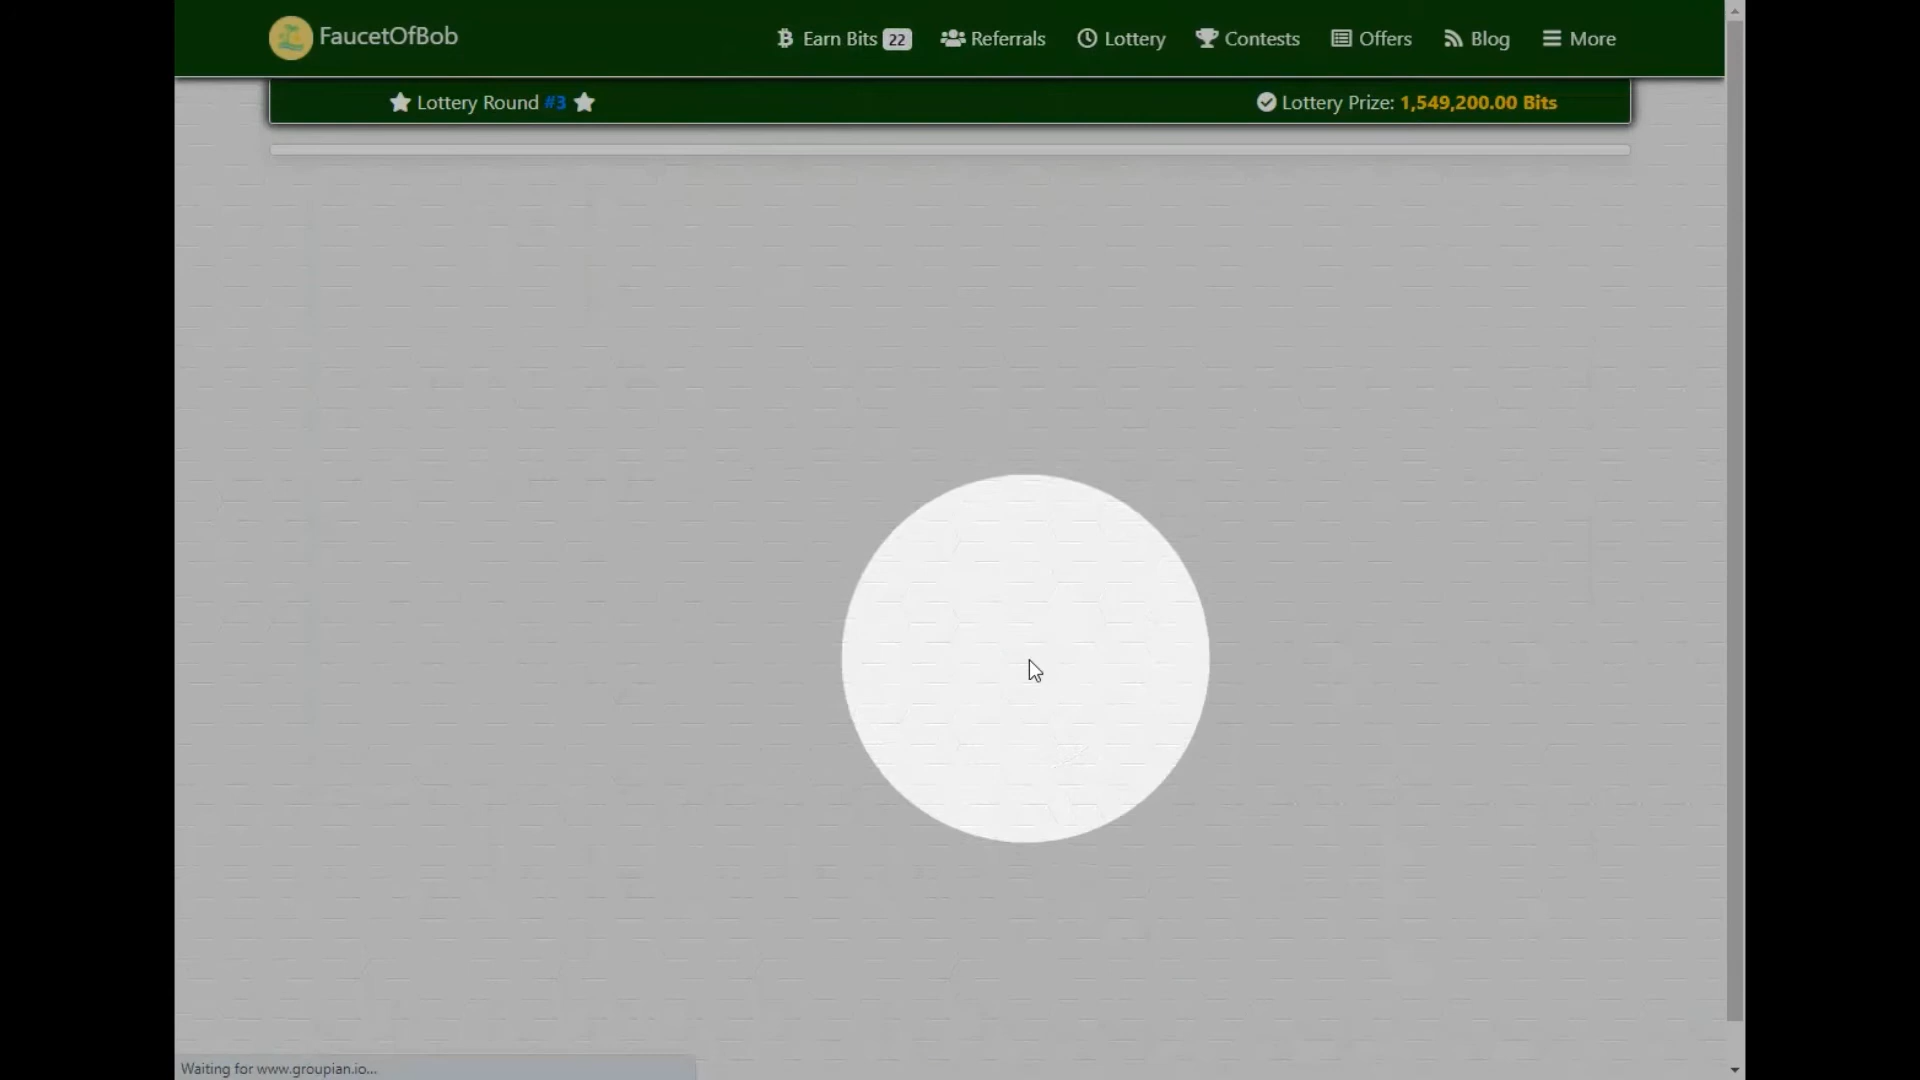 FaucetOfBob
Earn Bits 22
Referrals
Lottery
Contests
Offers
Blog
More
Lottery Round #3
Lottery Prize: 1,549,200.00 Bits
Waiting for www.groupian.io...